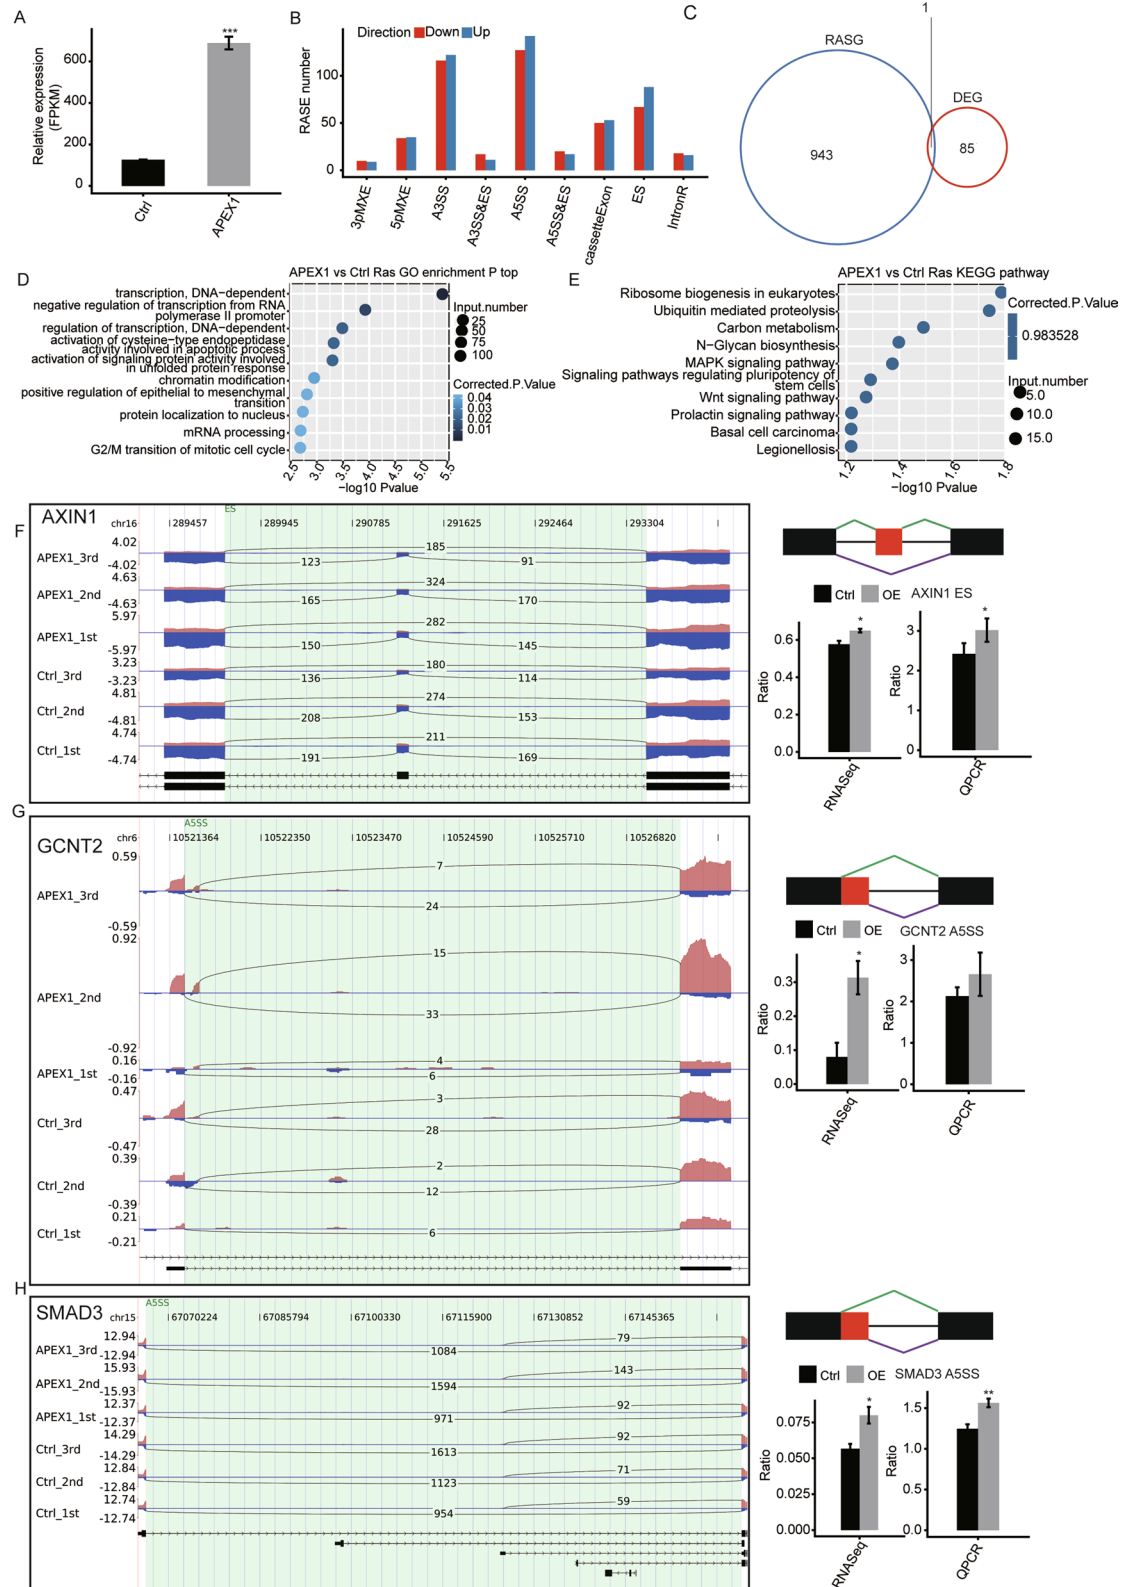 A
Relative expression
(FPKM)
600
400
200
0
***
Ctrl
APEX1
B
Direction Down Up
RASE number
100
50
0
3pMXE
5pMXE
A3SS
A3SS&ES
A5SS
A5SS&ES
cassetteExon
ES
IntronR
C
1
RASG
DEG
943
85
D
APEX1 vs Ctrl Ras GO enrichment P top
transcription, DNA-dependent
negative regulation of transcription from RNA
polymerase II promoter
regulation of transcription, DNA-dependent
activation of cysteine-type endopeptidase
activity involved in apoptotic process
activation of signaling protein activity involved
in unfolded protein response
chromatin modification
positive regulation of epithelial to mesenchymal
transition
protein localization to nucleus
mRNA processing
G2/M transition of mitotic cell cycle
2.5 3.0 3.5 4.0 4.5 5.0 5.5
−log10 Pvalue
Input.number
25
50
75
100
Corrected.P.Value
0.04
0.03
0.02
0.01
E
APEX1 vs Ctrl Ras KEGG pathway
Ribosome biogenesis in eukaryotes
Ubiquitin mediated proteolysis
Carbon metabolism
N-Glycan biosynthesis
MAPK signaling pathway
Signaling pathways regulating pluripotency of
stem cells
Wnt signaling pathway
Prolactin signaling pathway
Basal cell carcinoma
Legionellosis
1.2 1.4 1.6 1.8
−log10 Pvalue
Corrected.P.Value
0.983528
Input.number
5.0
10.0
15.0
F
AXIN1
ES
chr16 289457 289945 290785 291625 292464 293304
4.02
APEX1_3rd
-4.02
185
123 91
4.63
APEX1_2nd
-4.63
324
165 170
5.97
APEX1_1st
-5.97
282
150 145
3.23
Ctrl_3rd
-3.23
180
136 114
4.81
Ctrl_2nd
-4.81
274
208 153
4.74
Ctrl_1st
-4.74
211
191 169
Ctrl OE AXIN1 ES
Ratio
0.6
0.4
0.2
0.0
*
RNASeq
Ratio
3
2
1
0
*
QPCR
G
GCNT2
A5SS
chr6 10521364 10522350 10523470 10524590 10525710 10526820
0.59
APEX1_3rd
-0.59
7
24
0.92
APEX1_2nd
-0.92
15
33
0.16
APEX1_1st
-0.16
4
6
0.47
Ctrl_3rd
-0.47
3
28
0.39
Ctrl_2nd
-0.39
2
12
0.21
Ctrl_1st
-0.21
6
Ctrl OE GCNT2 A5SS
Ratio
0.3
0.2
0.1
0.0
*
RNASeq
Ratio
3
2
1
0
QPCR
H
SMAD3
A5SS
chr15 67070224 67085794 67100330 67115900 67130852 67145365
12.94
APEX1_3rd
-12.94
79
1084
15.93
APEX1_2nd
-15.93
143
1594
12.37
APEX1_1st
-12.37
92
971
14.29
Ctrl_3rd
-14.29
92
1613
12.84
Ctrl_2nd
-12.84
71
1123
12.74
Ctrl_1st
-12.74
59
954
Ctrl OE SMAD3 A5SS
Ratio
0.075
0.050
0.025
0.000
*
RNASeq
Ratio
1.5
1.0
0.5
0.0
**
QPCR